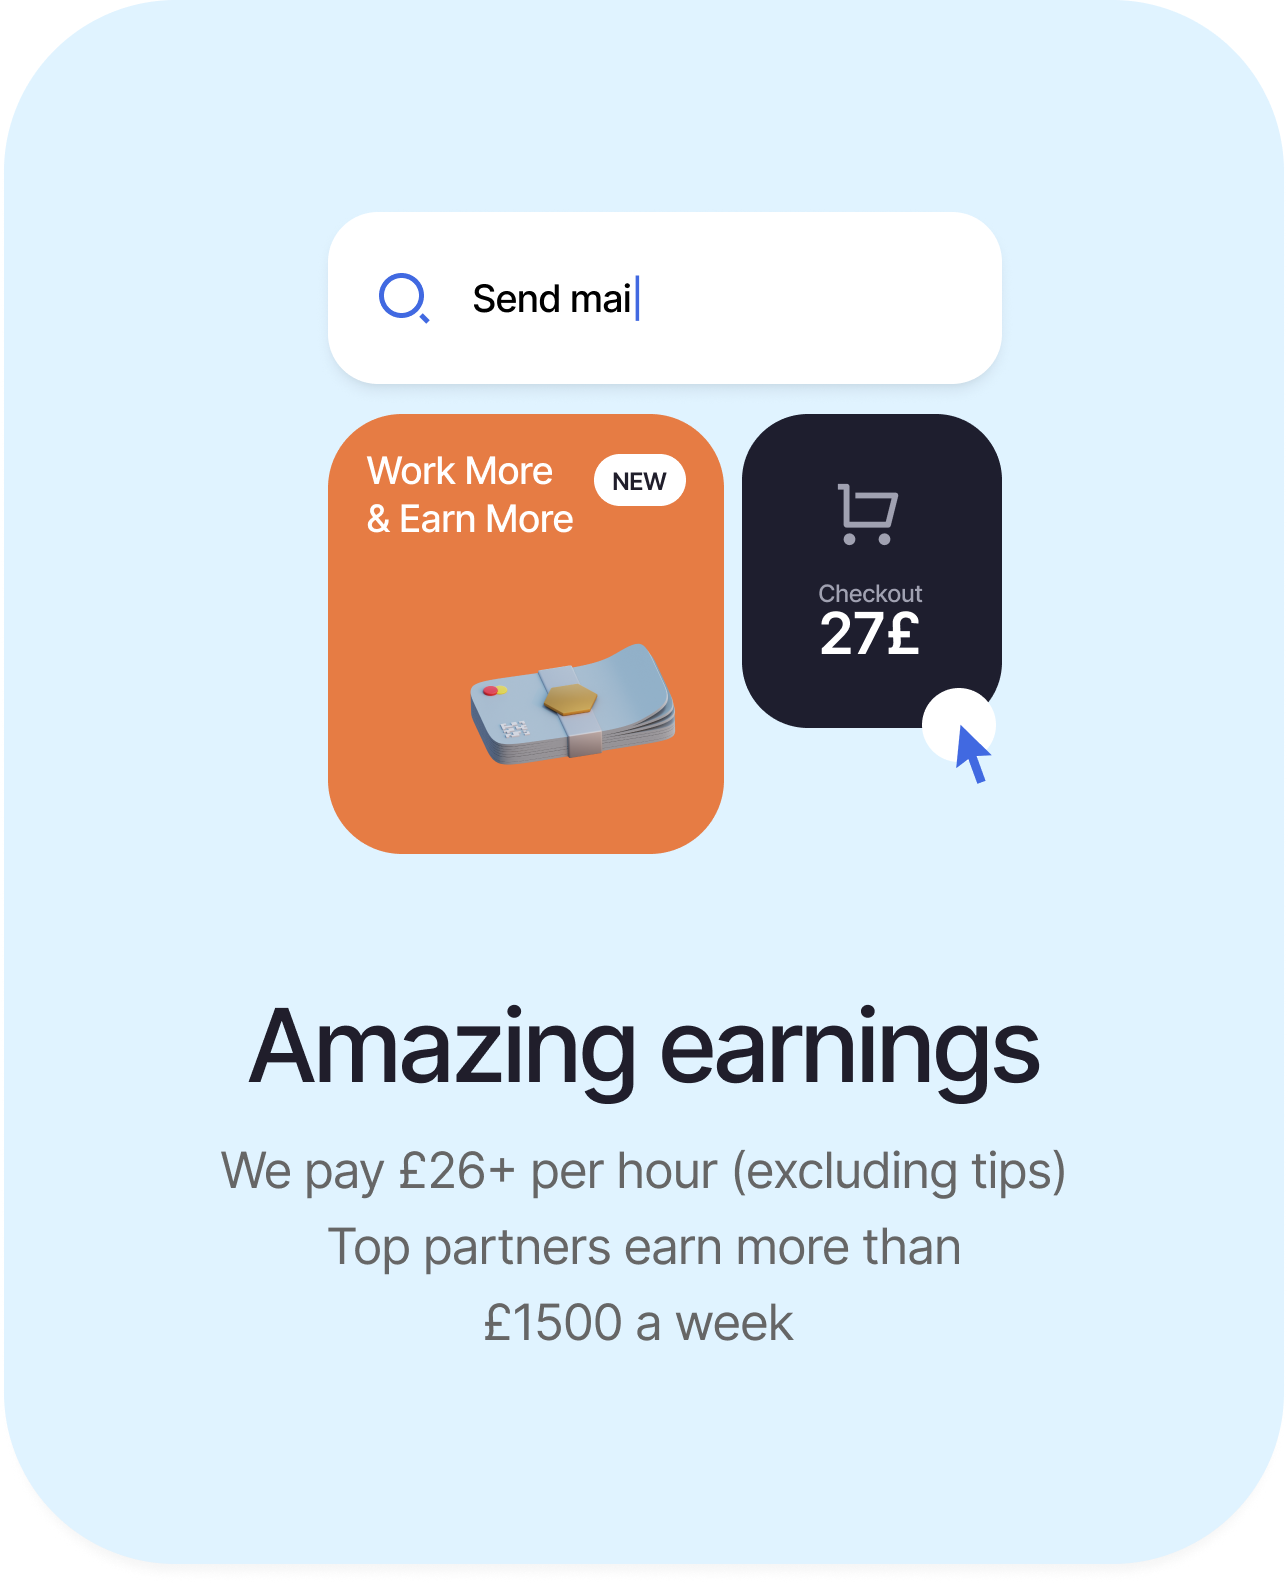 Send mai
Work More
& Earn More
NEW
Checkout
27£
Amazing earnings
We pay £26+ per hour (excluding tips)
Top partners earn more than
£1500 a week